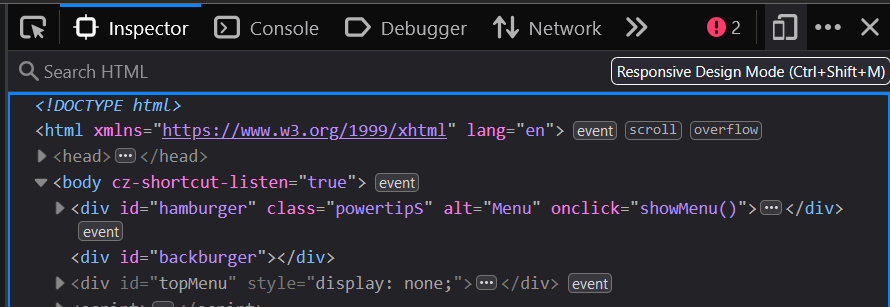 Inspector Console Debugger Network 2
Search HTML
Responsive Design Mode (Ctrl+Shift+M)
<!DOCTYPE html>
<html xmlns="https://www.w3.org/1999/xhtml" lang="en"> event scroll overflow
<head> ••• </head>
<body cz-shortcut-listen="true"> event
<div id="hamburger" class="powertipS" alt="Menu" onclick="showMenu()"> ••• </div>
event
<div id="backburger"></div>
<div id="topMenu" style="display: none;"> ••• </div> event
<script> ••• </script>